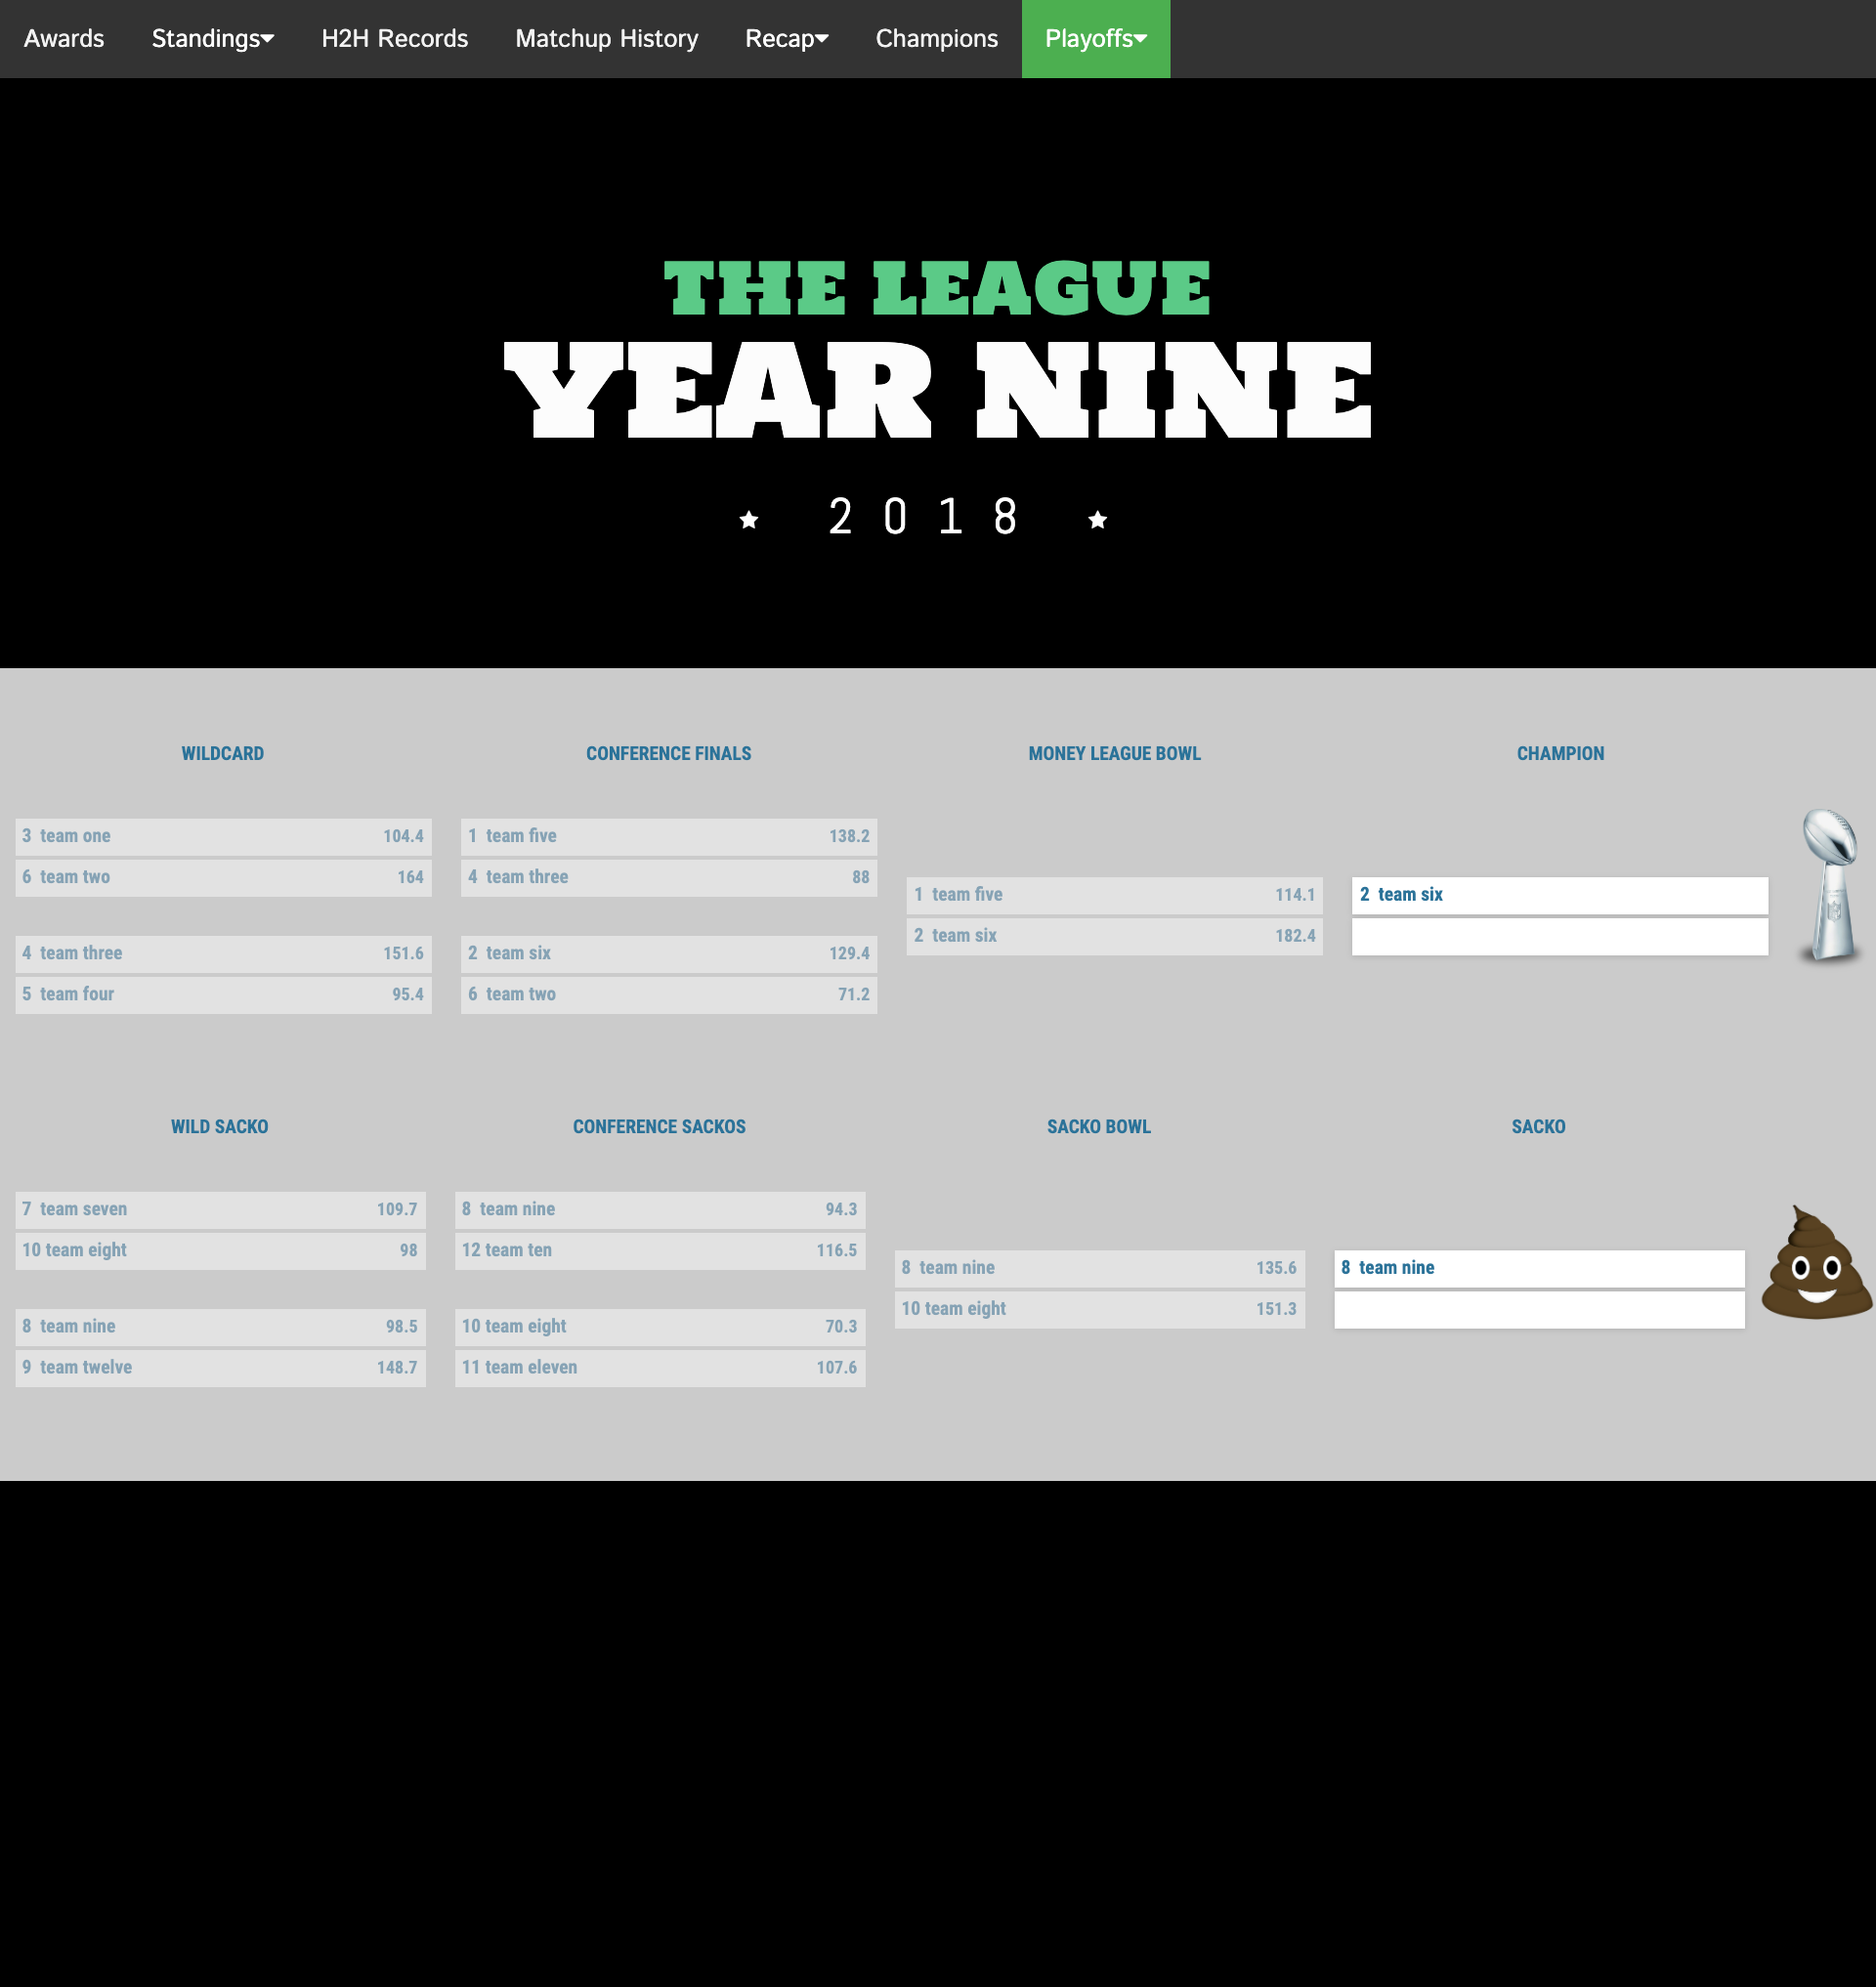 Awards Standings H2H Records Matchup History Recap Champions Playoffs
THE LEAGUE
YEAR NINE
2018
WILDCARD
3 team one 104.4
6 team two 164
4 team three 151.6
5 team four 95.4
CONFERENCE FINALS
1 team five 138.2
4 team three 88
2 team six 129.4
6 team two 71.2
MONEY LEAGUE BOWL
1 team five 114.1
2 team six 182.4
CHAMPION
2 team six
WILD SACKO
7 team seven 109.7
10 team eight 98
8 team nine 98.5
9 team twelve 148.7
CONFERENCE SACKOS
8 team nine 94.3
12 team ten 116.5
10 team eight 70.3
11 team eleven 107.6
SACKO BOWL
8 team nine 135.6
10 team eight 151.3
SACKO
8 team nine